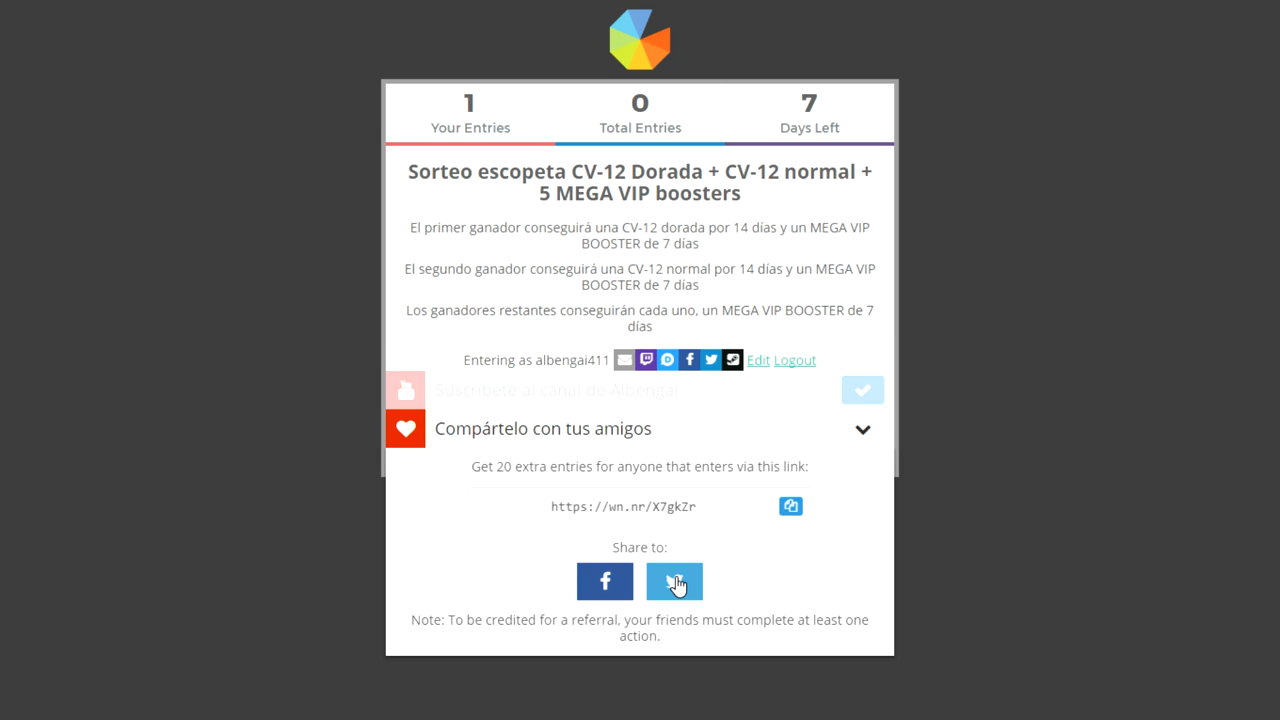 1
Your Entries
0
Total Entries
7
Days Left
Sorteo escopeta CV-12 Dorada + CV-12 normal +
5 MEGA VIP boosters
El primer ganador conseguirá una CV-12 dorada por 14 días y un MEGA VIP
BOOSTER de 7 días
El segundo ganador conseguirá una CV-12 normal por 14 días y un MEGA VIP
BOOSTER de 7 días
Los ganadores restantes conseguirán cada uno, un MEGA VIP BOOSTER de 7
días
Entering as albengai411 Edit Logout
Suscríbete al canal de Albengai
Compártelo con tus amigos
Get 20 extra entries for anyone that enters via this link:
https://wn.nr/X7gkZr
Share to:
Note: To be credited for a referral, your friends must complete at least one
action.